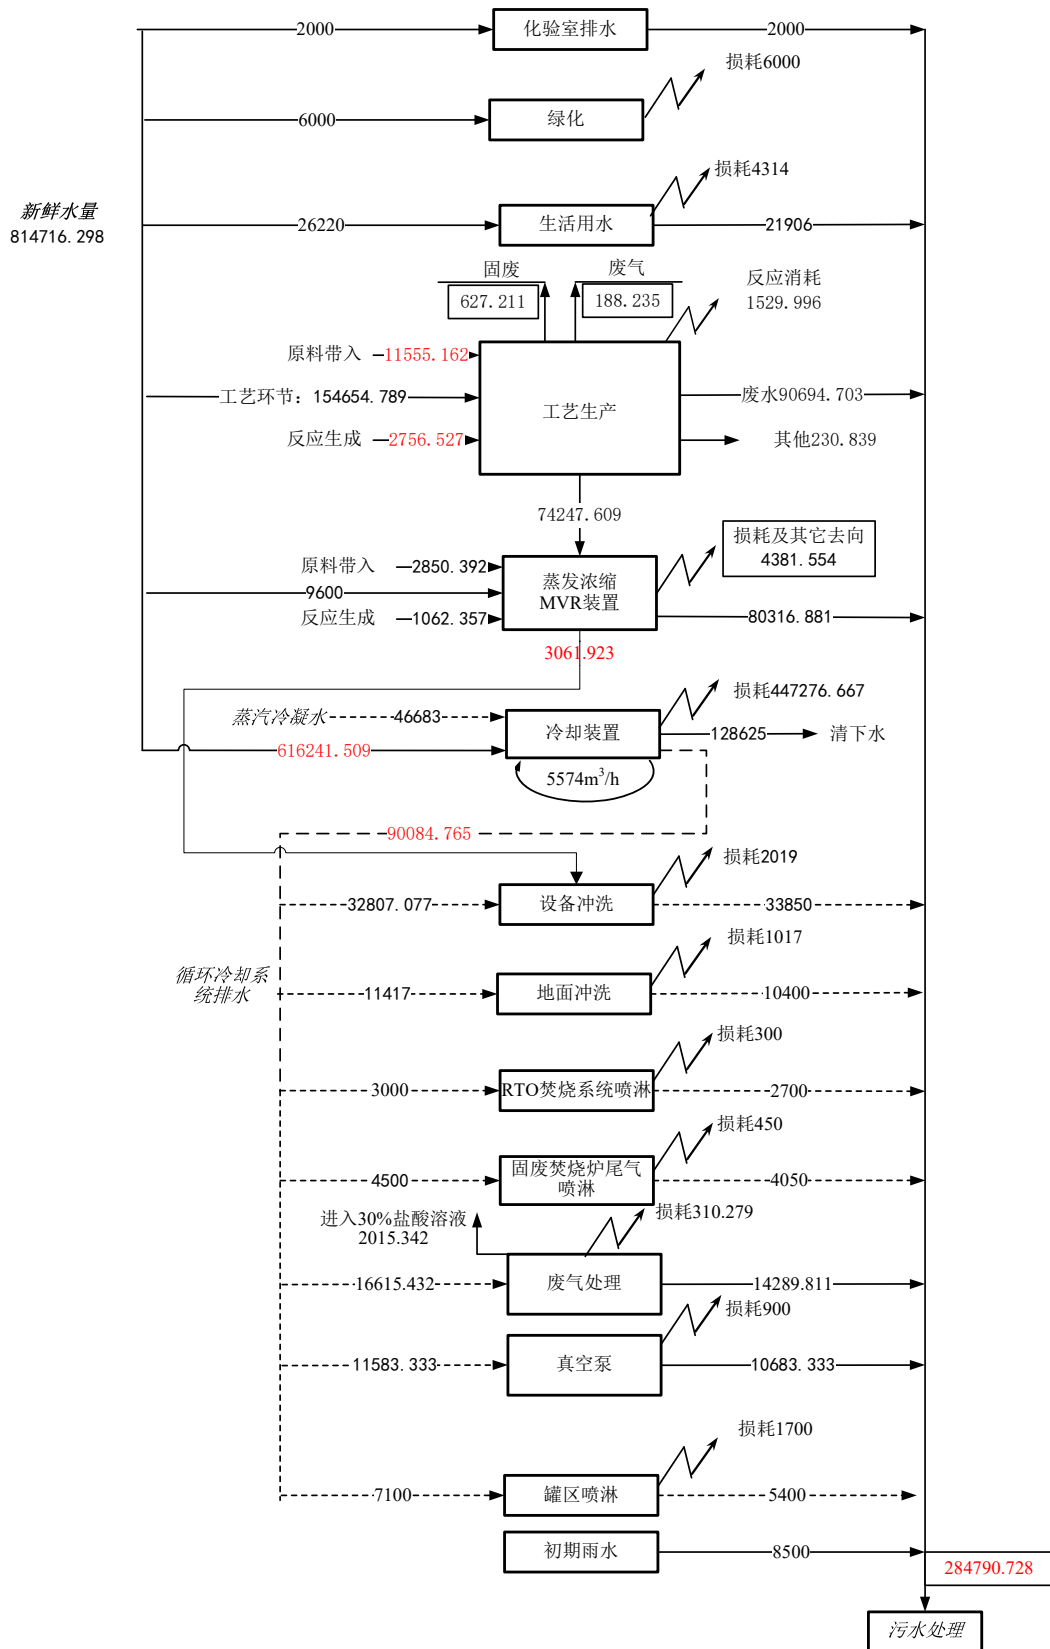 2000
化验室排水
2000
损耗6000
6000
绿化
损耗4314
新鲜水量
814716.298
26220
生活用水
21906
固废
627.211
废气
188.235
反应消耗
1529.996
原料带入
11555.162
工艺环节：154654.789
工艺生产
废水90694.703
反应生成
2756.527
其他230.839
74247.609
损耗及其它去向
4381.554
原料带入
2850.392
9600
蒸发浓缩
MVR装置
反应生成
1062.357
80316.881
3061.923
损耗447276.667
蒸汽冷凝水
46683
冷却装置
128625
清下水
616241.509
5574m³/h
90084.765
损耗2019
32807.077
设备冲洗
33850
损耗1017
循环冷却系
统排水
11417
地面冲洗
10400
损耗300
3000
RTO焚烧系统喷淋
2700
损耗450
4500
固废焚烧炉尾气
喷淋
4050
进入30%盐酸溶液
2015.342
损耗310.279
16615.432
废气处理
14289.811
损耗900
11583.333
真空泵
10683.333
损耗1700
7100
罐区喷淋
5400
初期雨水
8500
284790.728
污水处理